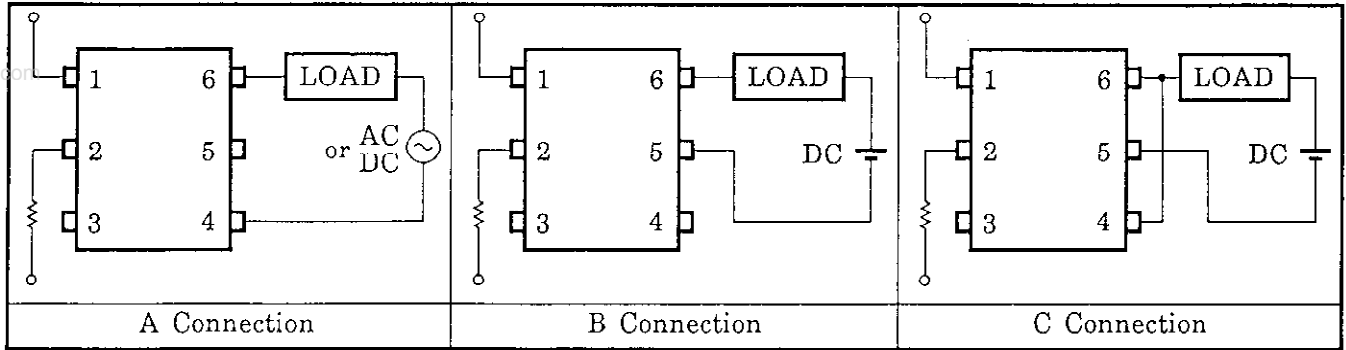 1 6 LOAD
2 5 or AC DC
3 4
A Connection
1 6 LOAD
2 5 DC
3 4
B Connection
1 6 LOAD
2 5 DC
3 4
C Connection
com